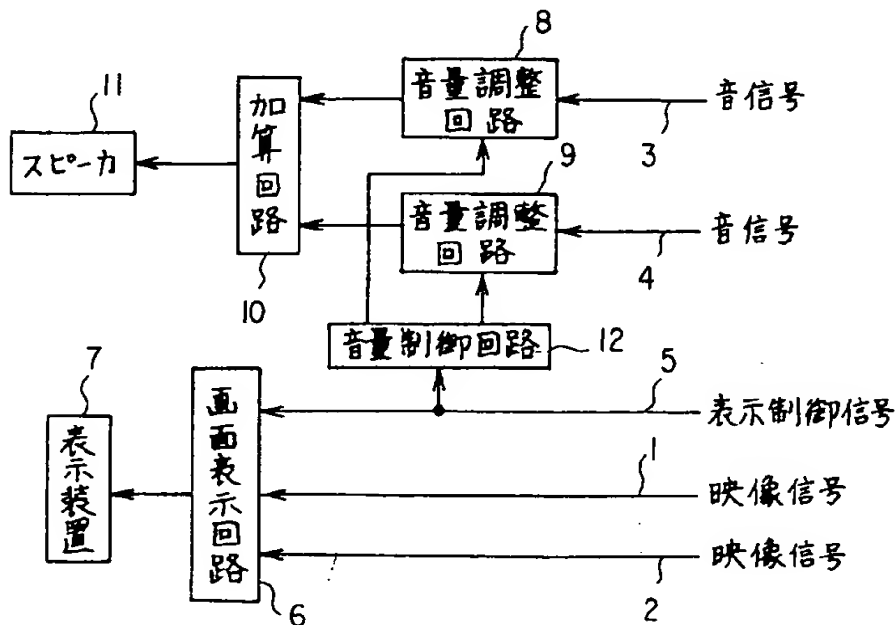 8
11
音量調整
回路
音信号
加算回路
3
スピーカ
9
音量調整
回路
音信号
4
10
音量制御回路
12
7
5
画面表示回路
表示制御信号
表示装置
1
映像信号
映像信号
6
2